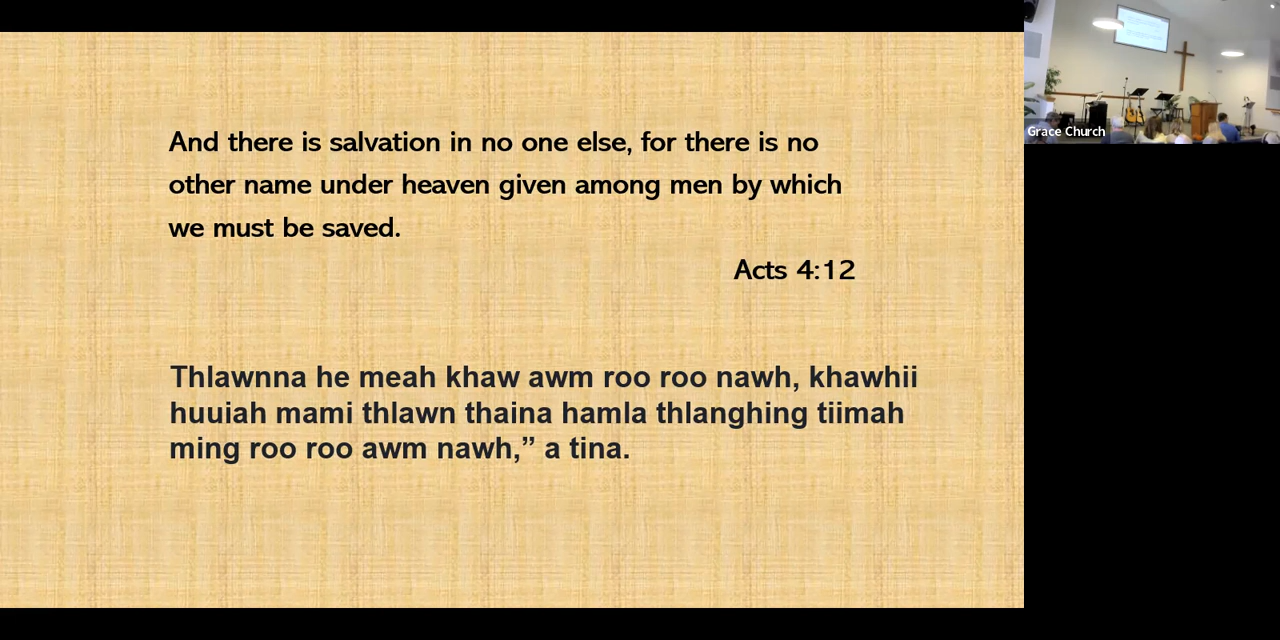 And there is salvation in no one else, for there is no
other name under heaven given among men by which
we must be saved.
Acts 4:12
Thlawnna he meah khaw awm roo roo nawh, khawhii
huuiah mami thlawn thaina hamla thlanghing tiimah
ming roo roo awm nawh,” a tina.
Grace Church